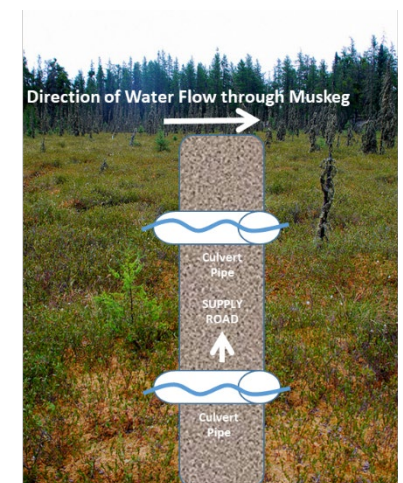 Direction of Water Flow through Muskeg
Culvert
Pipe
SUPPLY
ROAD
Culvert
Pipe